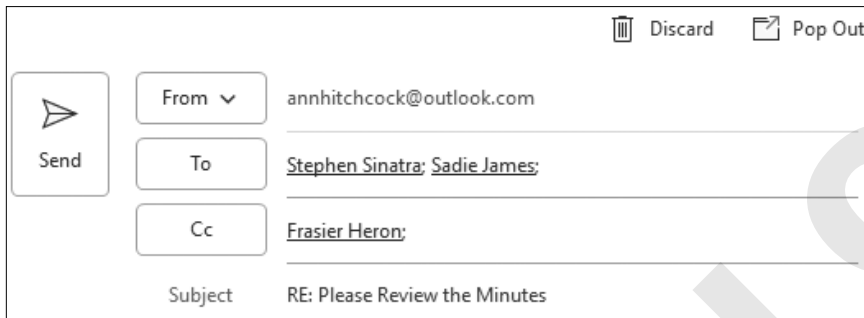 Discard Pop Out
From annhitchcock@outlook.com
Send
To Stephen Sinatra; Sadie James;
Cc Frasier Heron;
Subject RE: Please Review the Minutes